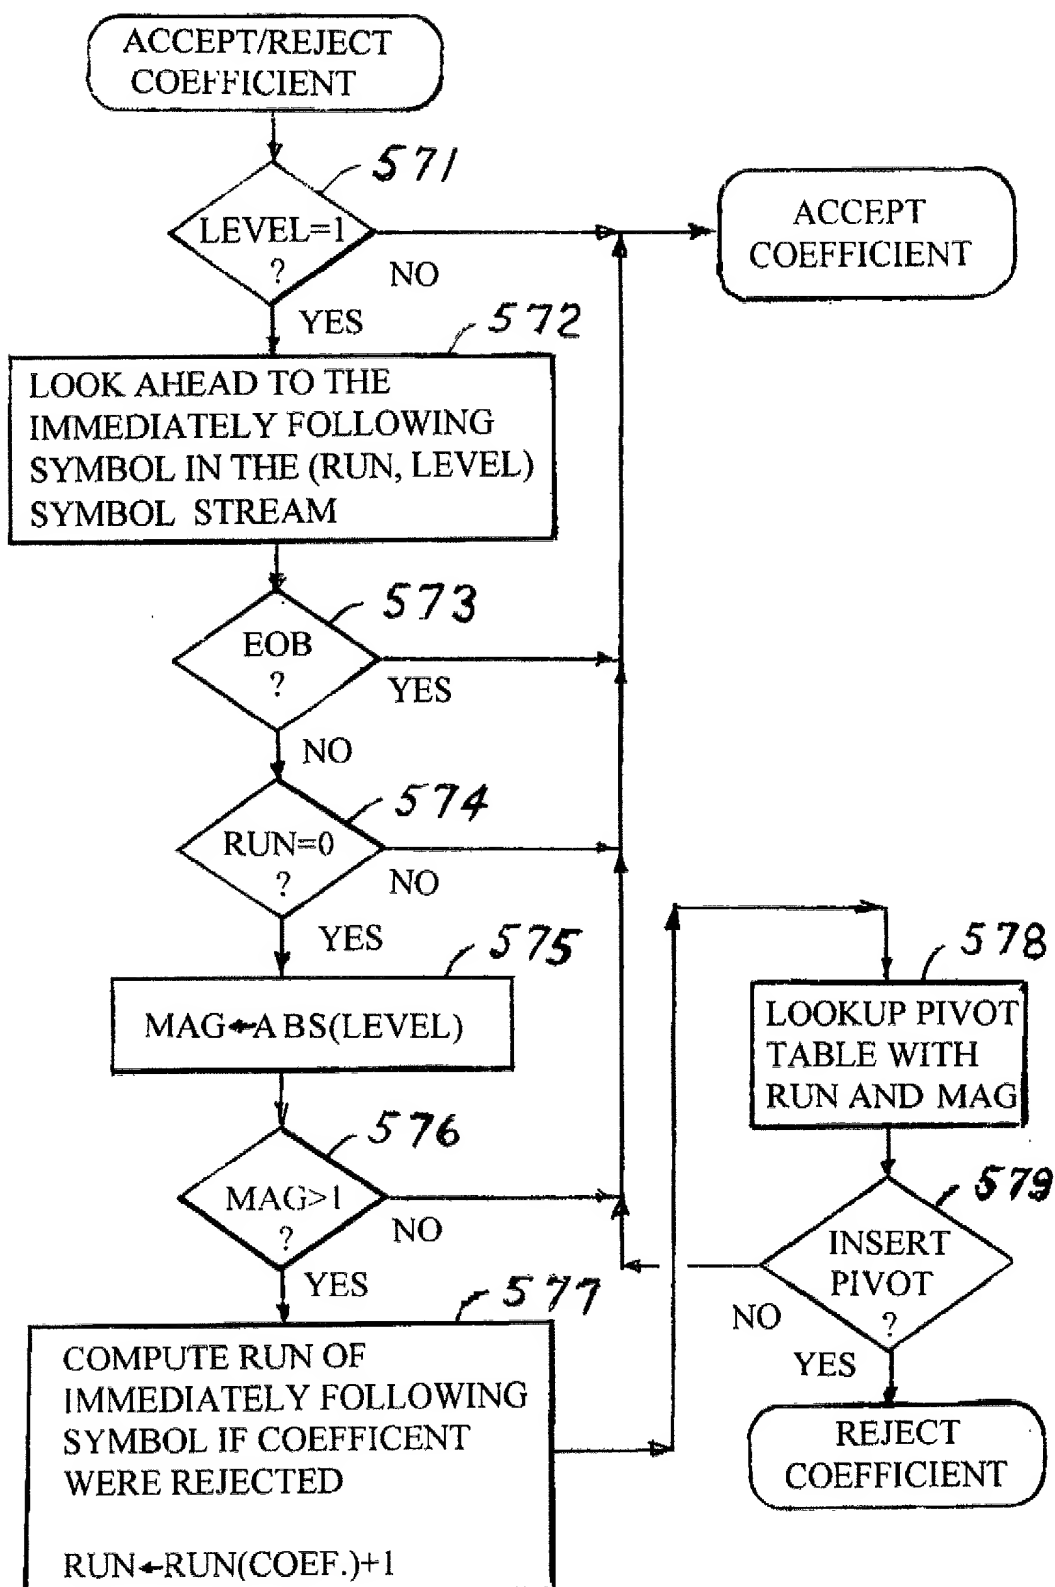 ACCEPT/REJECT
COEFFICIENT
571
LEVEL=1
?
NO
YES
ACCEPT
COEFFICIENT
572
LOOK AHEAD TO THE
IMMEDIATELY FOLLOWING
SYMBOL IN THE (RUN, LEVEL)
SYMBOL STREAM
573
EOB
?
YES
NO
574
RUN=0
?
NO
YES
575
MAG←ABS(LEVEL)
576
MAG>1
?
NO
YES
577
COMPUTE RUN OF
IMMEDIATELY FOLLOWING
SYMBOL IF COEFFICENT
WERE REJECTED
RUN←RUN(COEF.)+1
578
LOOKUP PIVOT
TABLE WITH
RUN AND MAG
579
INSERT
PIVOT
?
NO
YES
REJECT
COEFFICIENT